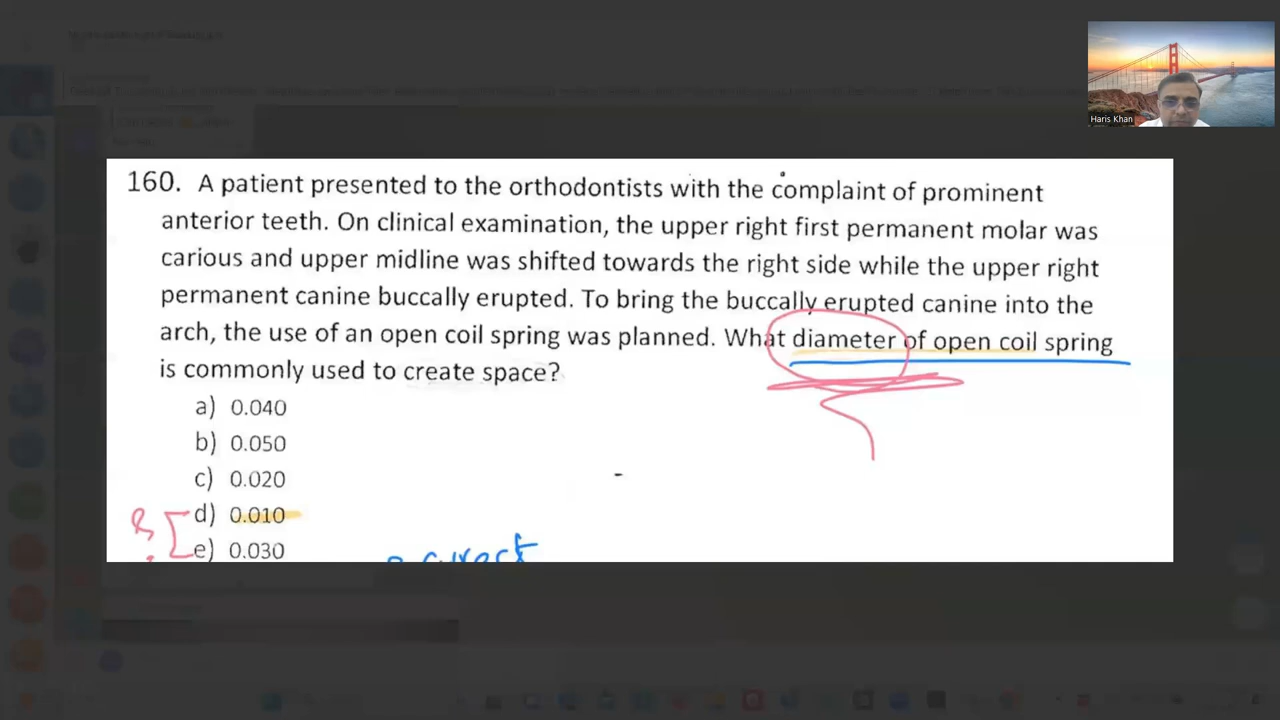 Haris Khan
160. A patient presented to the orthodontists with the complaint of prominent
anterior teeth. On clinical examination, the upper right first permanent molar was
carious and upper midline was shifted towards the right side while the upper right
permanent canine buccally erupted. To bring the buccally erupted canine into the
arch, the use of an open coil spring was planned. What diameter of open coil spring
is commonly used to create space?
a) 0.040
b) 0.050
c) 0.020
d) 0.010
e) 0.030